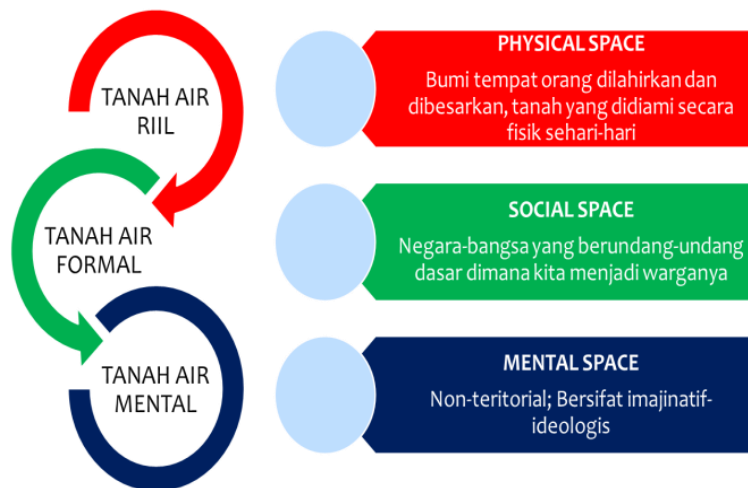 TANAH AIR
RIIL
PHYSICAL SPACE
Bumi tempat orang dilahirkan dan
dibesarkan, tanah yang didiami secara
fisik sehari-hari
TANAH AIR
FORMAL
SOCIAL SPACE
Negara-bangsa yang berundang-undang
dasar dimana kita menjadi warganya
TANAH AIR
MENTAL
MENTAL SPACE
Non-teritorial; Bersifat imajinatif-
ideologis